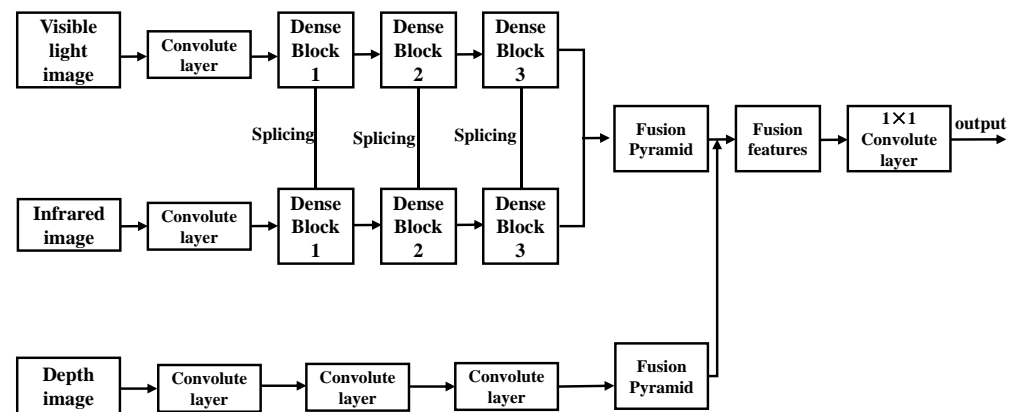 Visible
light
image
Convolute
layer
Dense
Block
1
Dense
Block
2
Dense
Block
3
Splicing
Splicing
Splicing
Fusion
Pyramid
Fusion
features
1×1
Convolute
layer
output
Infrared
image
Convolute
layer
Dense
Block
1
Dense
Block
2
Dense
Block
3
Depth
image
Convolute
layer
Convolute
layer
Convolute
layer
Fusion
Pyramid